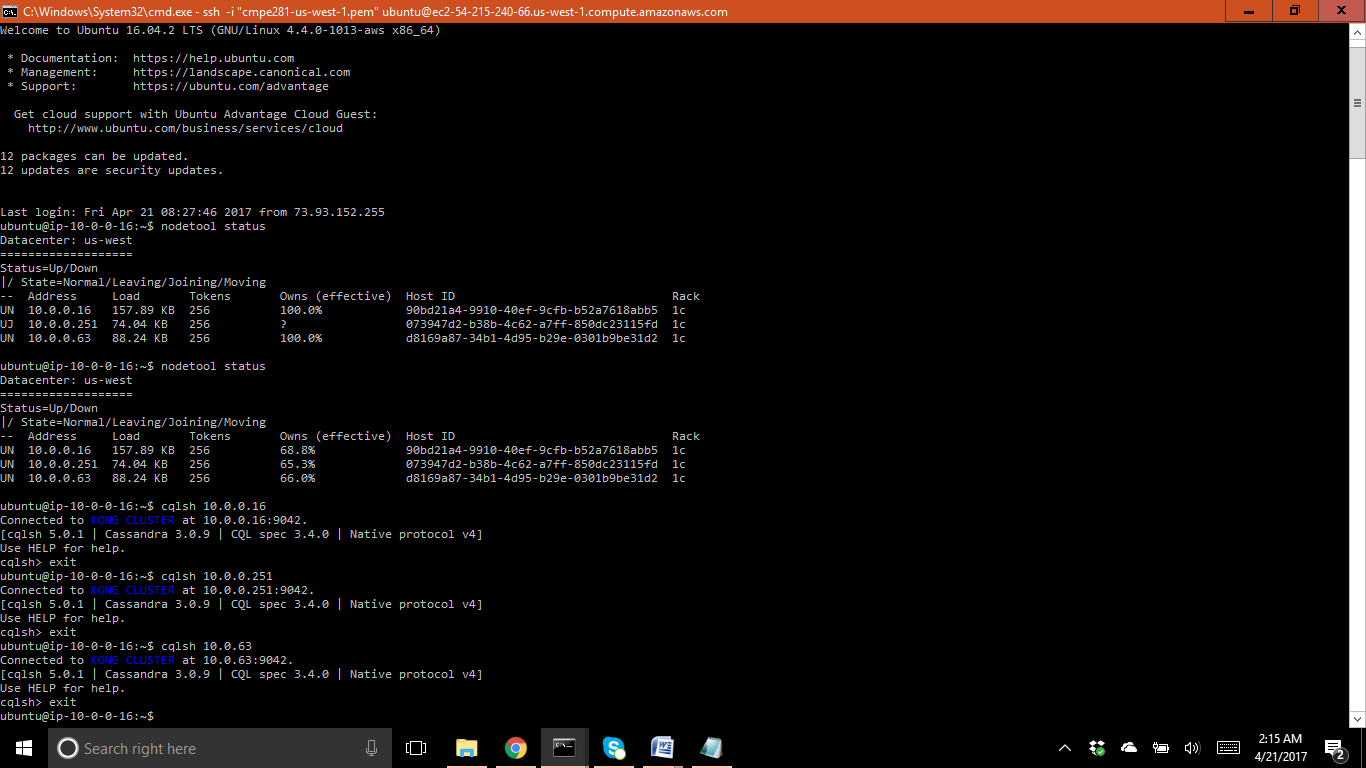 C:\Windows\System32\cmd.exe - ssh -i "cmpe281-us-west-1.pem" ubuntu@ec2-54-215-240-66.us-west-1.compute.amazonaws.com
Welcome to Ubuntu 16.04.2 LTS (GNU/Linux 4.4.0-1013-aws x86_64)
* Documentation:  https://help.ubuntu.com
* Management:     https://landscape.canonical.com
* Support:        https://ubuntu.com/advantage
Get cloud support with Ubuntu Advantage Cloud Guest:
http://www.ubuntu.com/business/services/cloud
12 packages can be updated.
12 updates are security updates.
Last login: Fri Apr 21 08:27:46 2017 from 73.93.152.255
ubuntu@ip-10-0-0-16:~$ nodetool status
Datacenter: us-west
===================
Status=Up/Down
|/ State=Normal/Leaving/Joining/Moving
--  Address     Load       Tokens       Owns (effective)  Host ID                               Rack
UN  10.0.0.16   157.89 KB  256          100.0%            90bd21a4-9910-40ef-9cfb-b52a7618abb5  1c
UJ  10.0.0.251  74.04 KB   256          ?                 073947d2-b38b-4c62-a7ff-850dc23115fd  1c
UN  10.0.0.63   88.24 KB   256          100.0%            d8169a87-34b1-4d95-b29e-0301b9be31d2  1c
ubuntu@ip-10-0-0-16:~$ nodetool status
Datacenter: us-west
===================
Status=Up/Down
|/ State=Normal/Leaving/Joining/Moving
--  Address     Load       Tokens       Owns (effective)  Host ID                               Rack
UN  10.0.0.16   157.89 KB  256          68.8%             90bd21a4-9910-40ef-9cfb-b52a7618abb5  1c
UN  10.0.0.251  74.04 KB   256          65.3%             073947d2-b38b-4c62-a7ff-850dc23115fd  1c
UN  10.0.0.63   88.24 KB   256          66.0%             d8169a87-34b1-4d95-b29e-0301b9be31d2  1c
ubuntu@ip-10-0-0-16:~$ cqlsh 10.0.0.16
Connected to KONG CLUSTER at 10.0.0.16:9042.
[cqlsh 5.0.1 | Cassandra 3.0.9 | CQL spec 3.4.0 | Native protocol v4]
Use HELP for help.
cqlsh> exit
ubuntu@ip-10-0-0-16:~$ cqlsh 10.0.0.251
Connected to KONG CLUSTER at 10.0.0.251:9042.
[cqlsh 5.0.1 | Cassandra 3.0.9 | CQL spec 3.4.0 | Native protocol v4]
Use HELP for help.
cqlsh> exit
ubuntu@ip-10-0-0-16:~$ cqlsh 10.0.63
Connected to KONG CLUSTER at 10.0.63:9042.
[cqlsh 5.0.1 | Cassandra 3.0.9 | CQL spec 3.4.0 | Native protocol v4]
Use HELP for help.
cqlsh> exit
ubuntu@ip-10-0-0-16:~$
Search right here
2:15 AM
4/21/2017
2